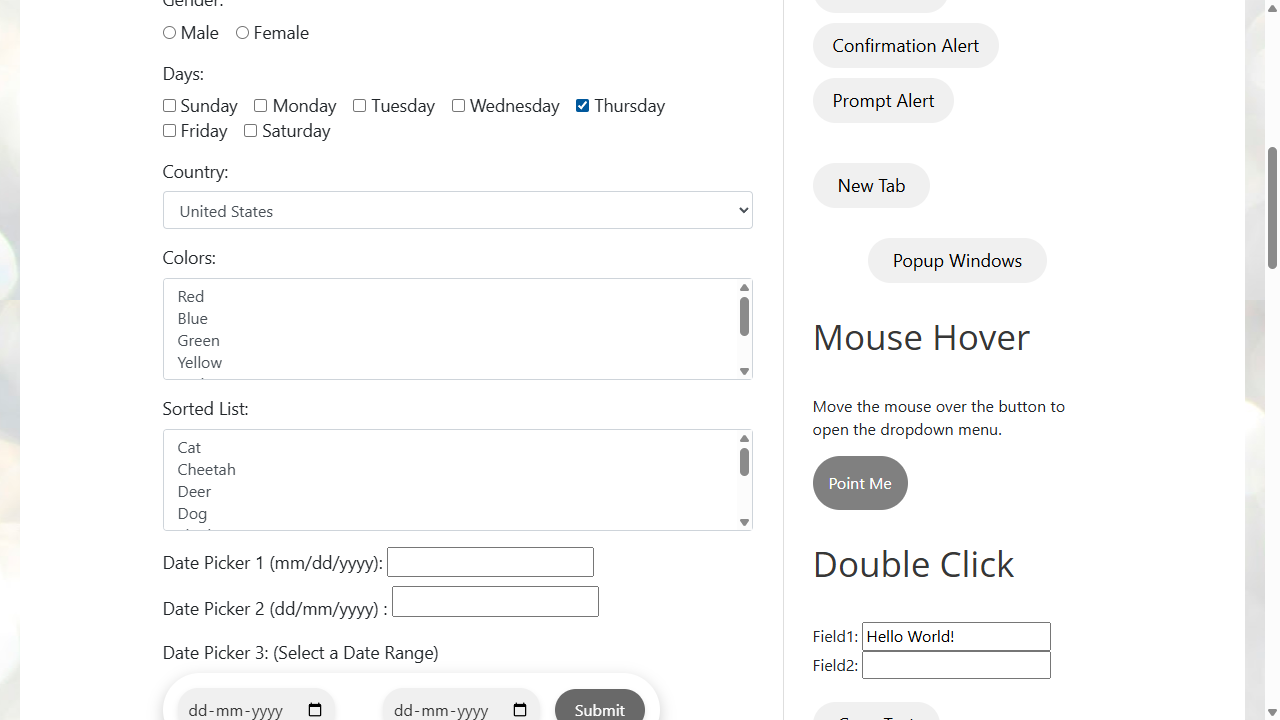 Gender:
Male Female
Days:
Sunday Monday Tuesday Wednesday Thursday
Friday Saturday
Country:
United States
Colors:
Red
Blue
Green
Yellow
Sorted List:
Cat
Cheetah
Deer
Dog
Date Picker 1 (mm/dd/yyyy):
Date Picker 2 (dd/mm/yyyy) :
Date Picker 3: (Select a Date Range)
dd-mm-yyyy dd-mm-yyyy Submit
Confirmation Alert
Prompt Alert
New Tab
Popup Windows
Mouse Hover
Move the mouse over the button to
open the dropdown menu.
Point Me
Double Click
Field1: Hello World!
Field2: